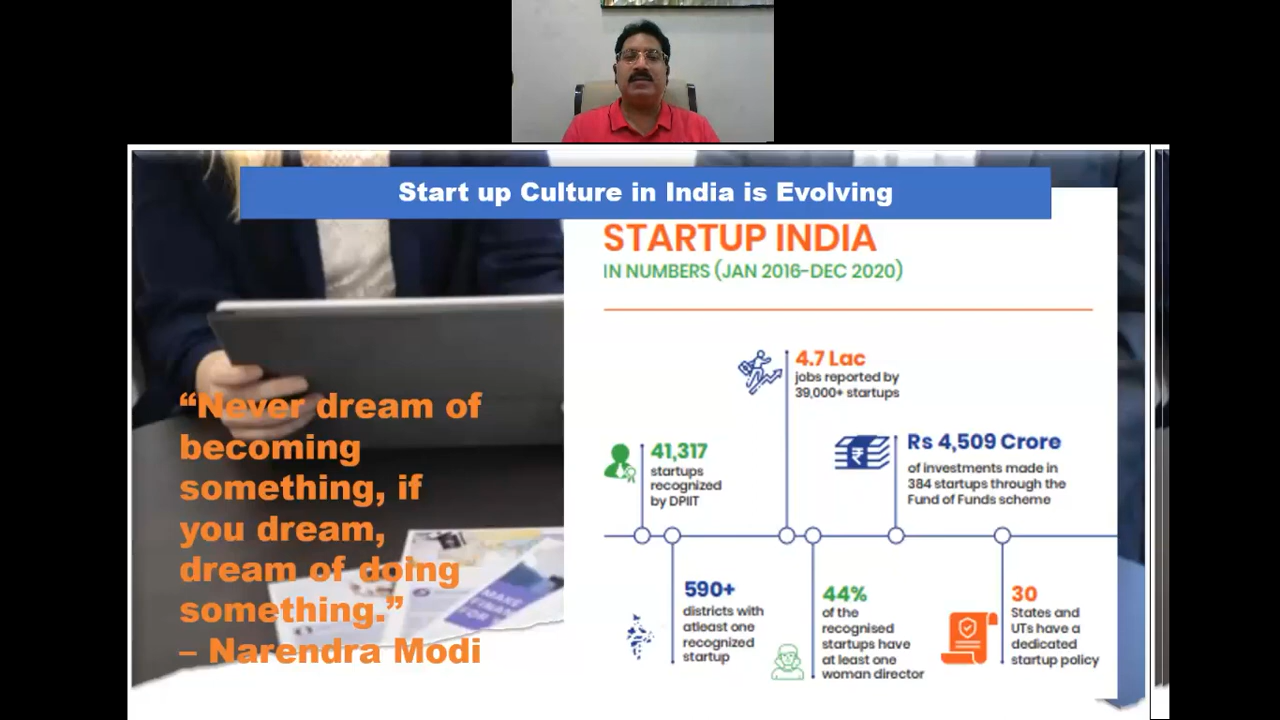 Start up Culture in India is Evolving
STARTUP INDIA
IN NUMBERS (JAN 2016-DEC 2020)
4.7 Lac
jobs reported by
39,000+ startups
41,317
startups
recognized
by DPIIT
Rs 4,509 Crore
of investments made in
384 startups through the
Fund of Funds scheme
590+
districts with
atleast one
recognized
startup
44%
of the
recognised
startups have
at least one
woman director
30
States and
UTs have a
dedicated
startup policy
“Never dream of
becoming
something, if
you dream,
dream of doing
something.”
– Narendra Modi
MAKE
FOR